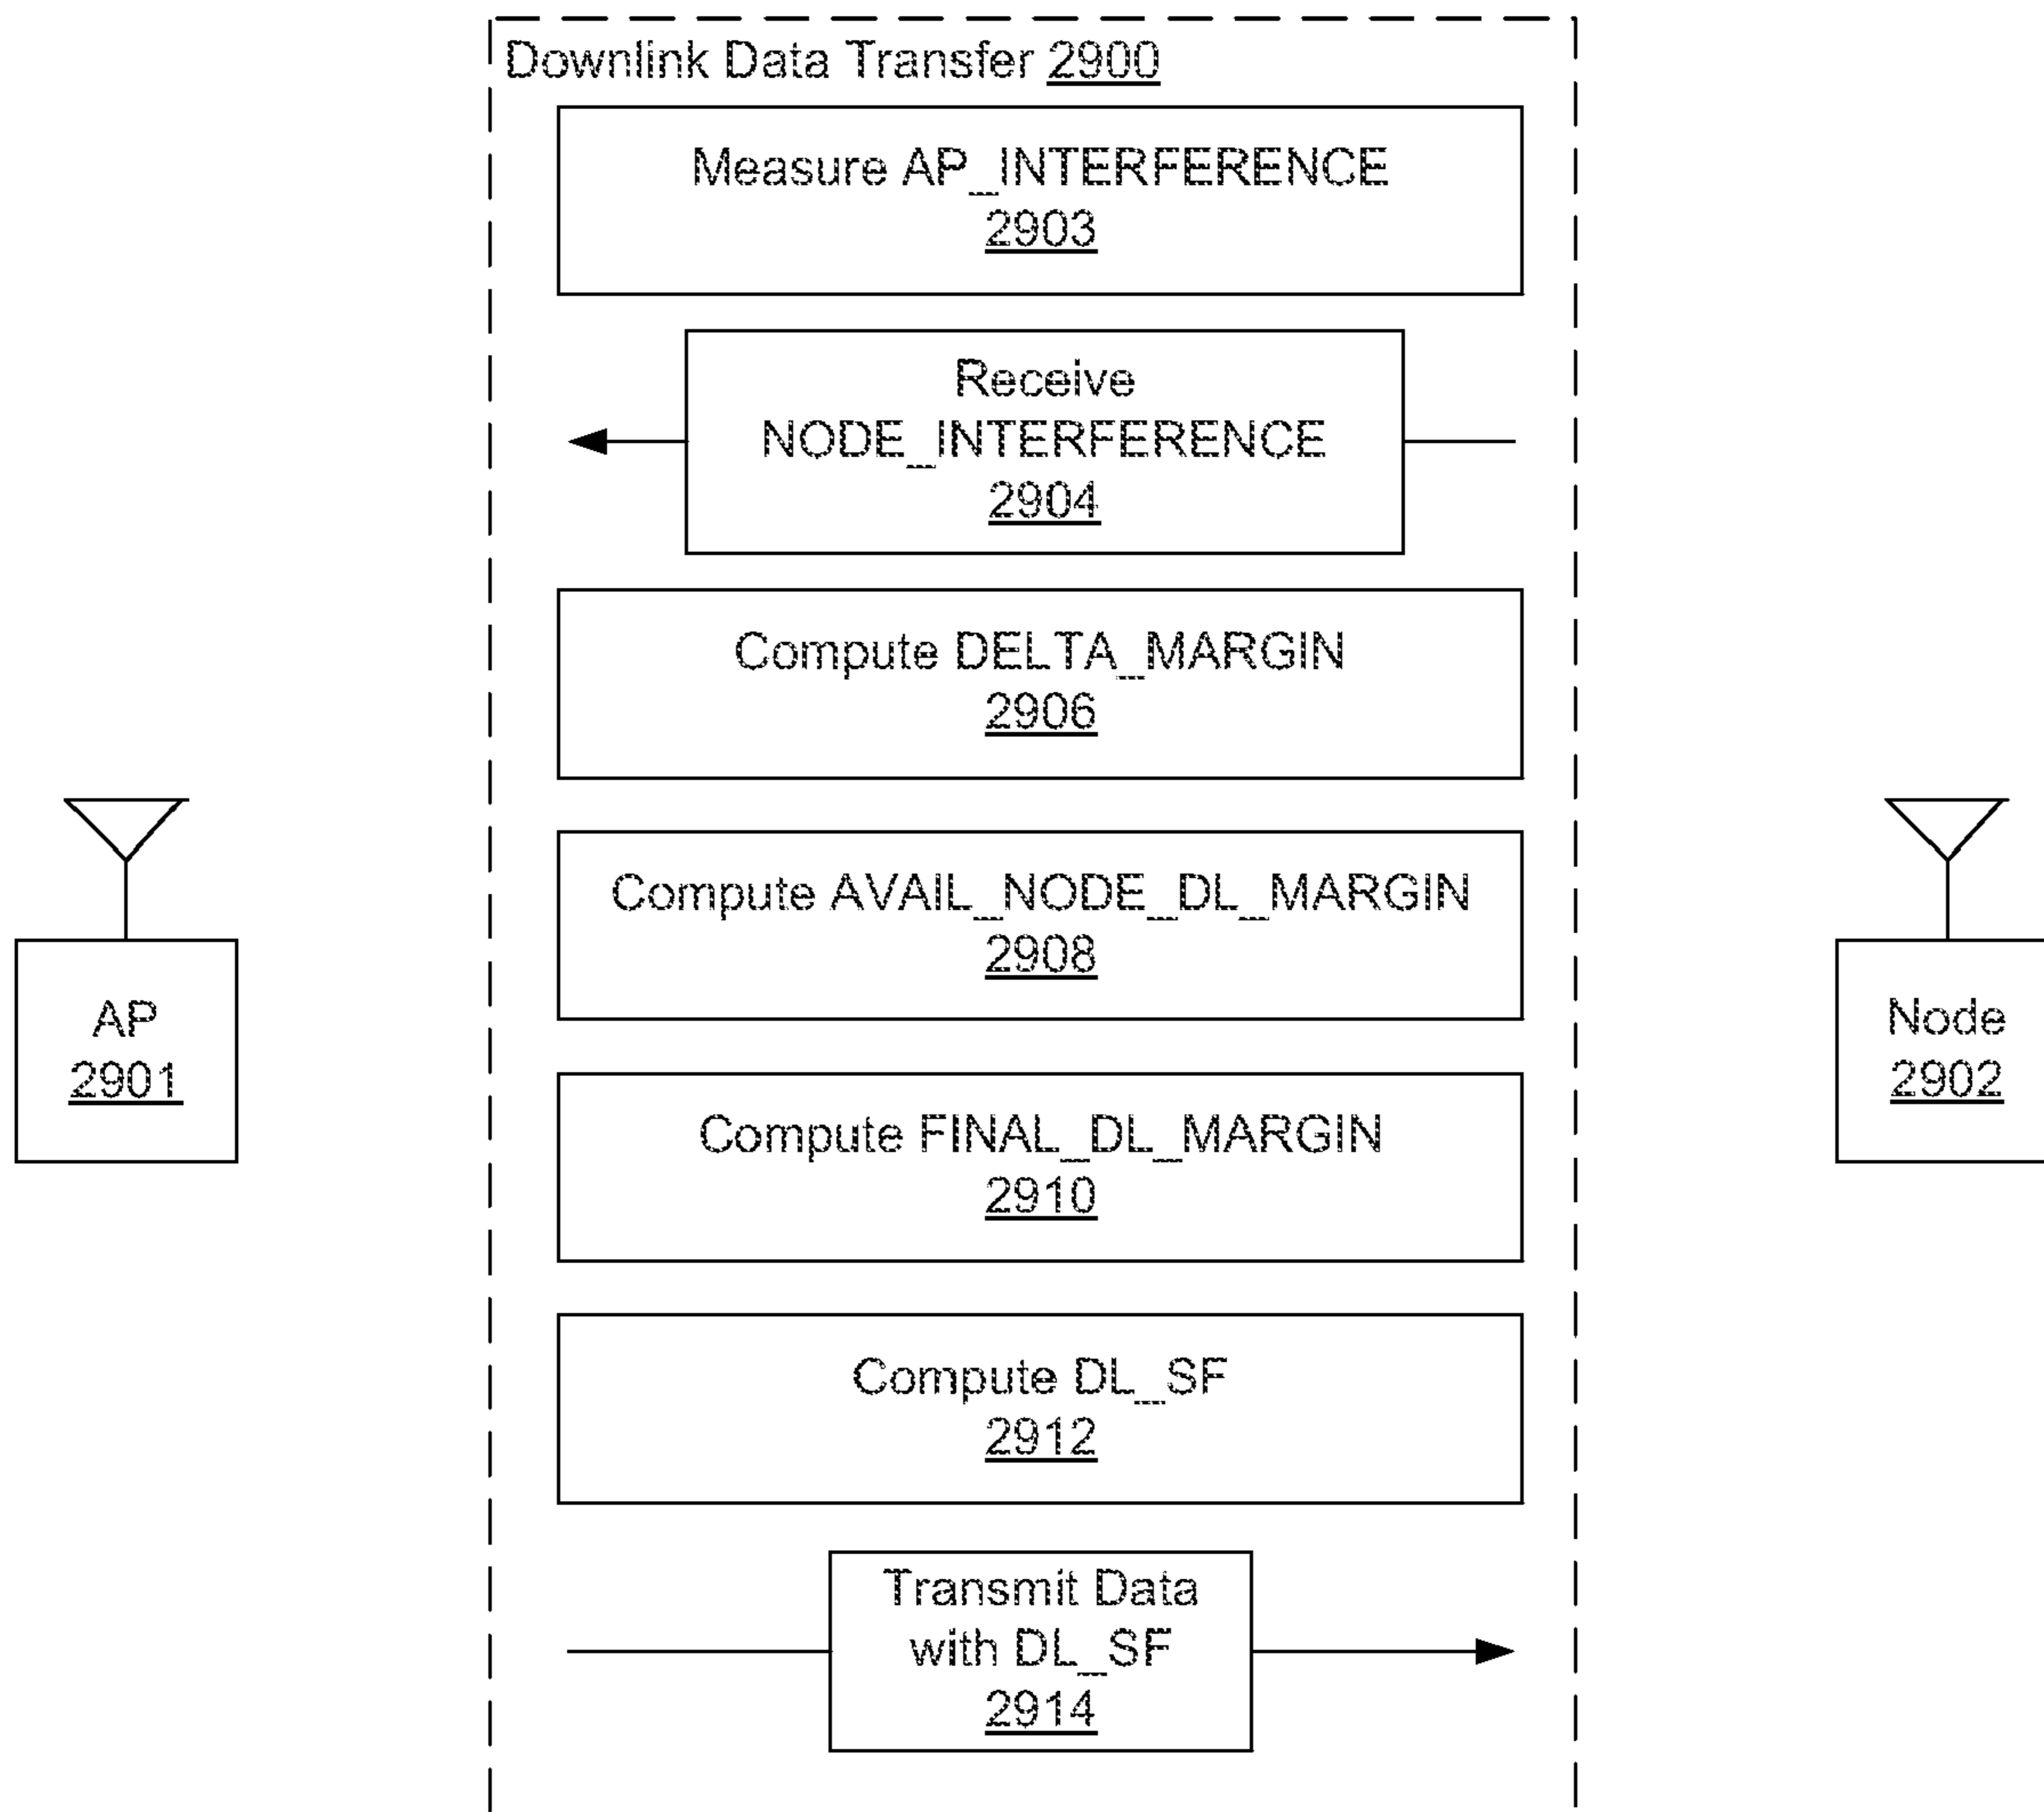 Downlink Data Transfer 2900
Measure AP_INTERFERENCE
2903
Receive
NODE_INTERFERENCE
2904
Compute DELTA_MARGIN
2906
Compute AVAIL_NODE_DL_MARGIN
2908
AP
2901
Node
2902
Compute FINAL_DL_MARGIN
2910
Compute DL_SF
2912
Transmit Data
with DL_SF
2914